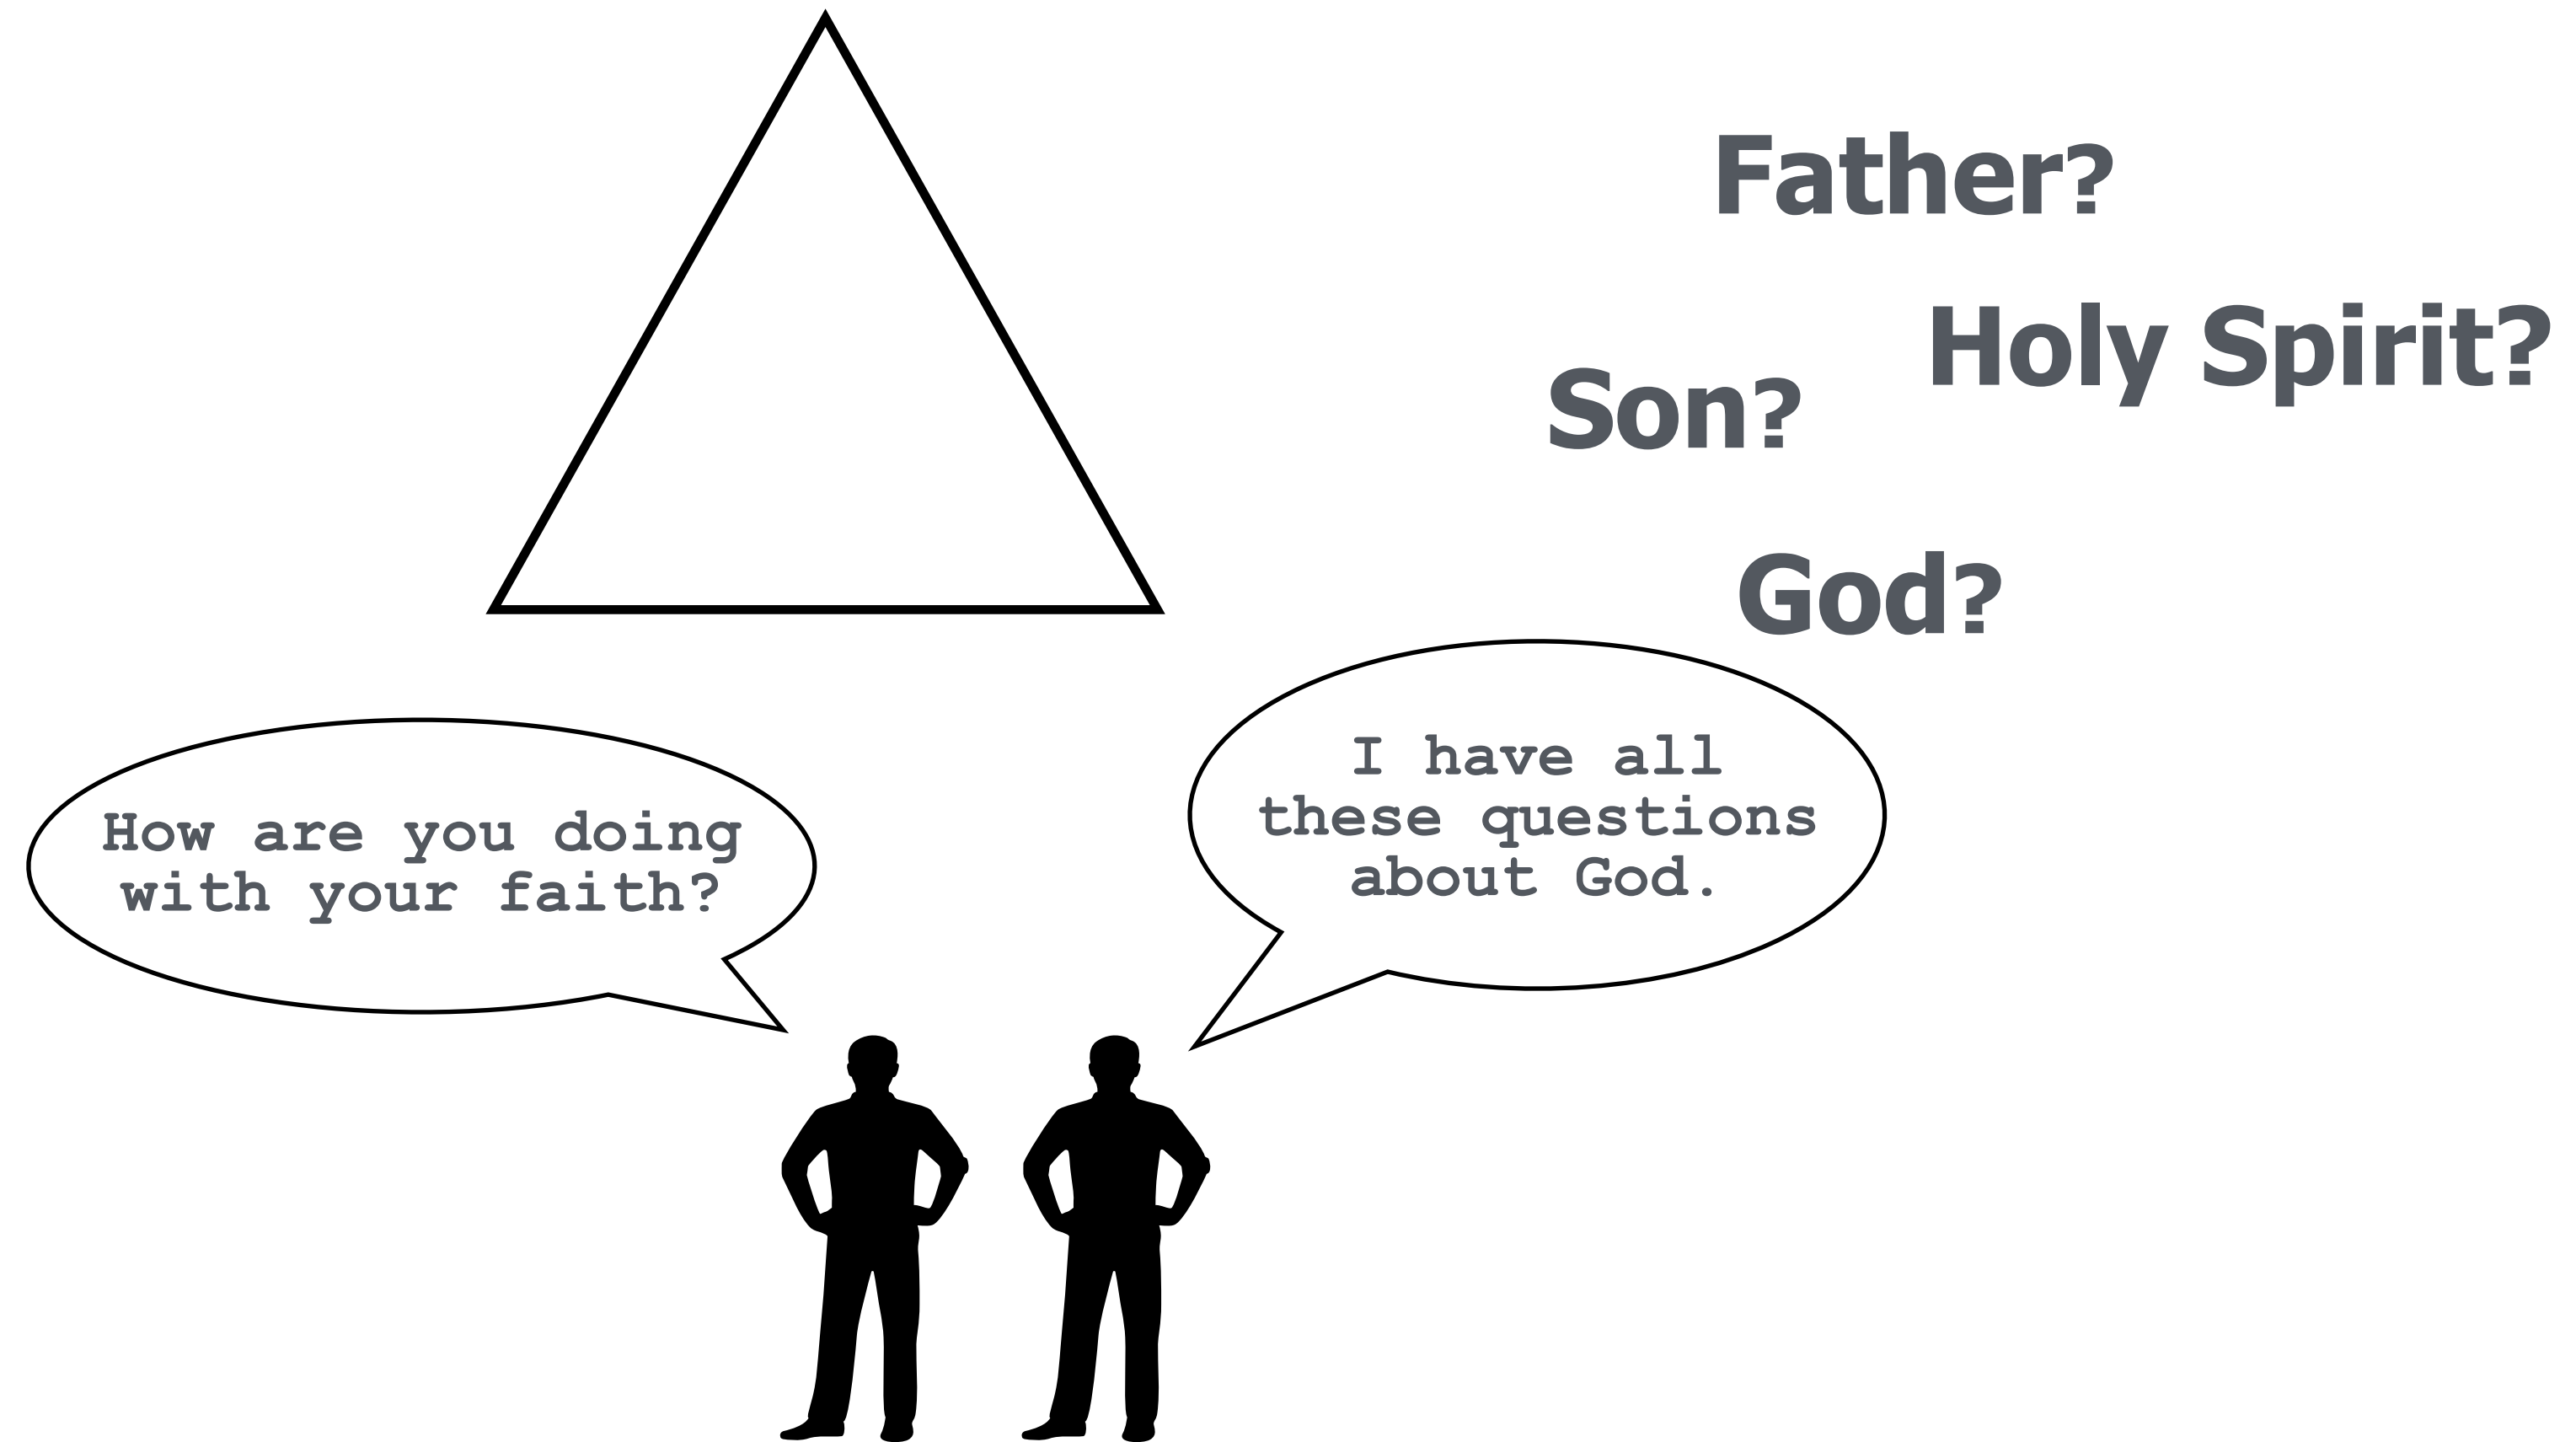 Father?
Holy Spirit?
Son?
God?
How are you doing
with your faith?
I have all
these questions
about God.